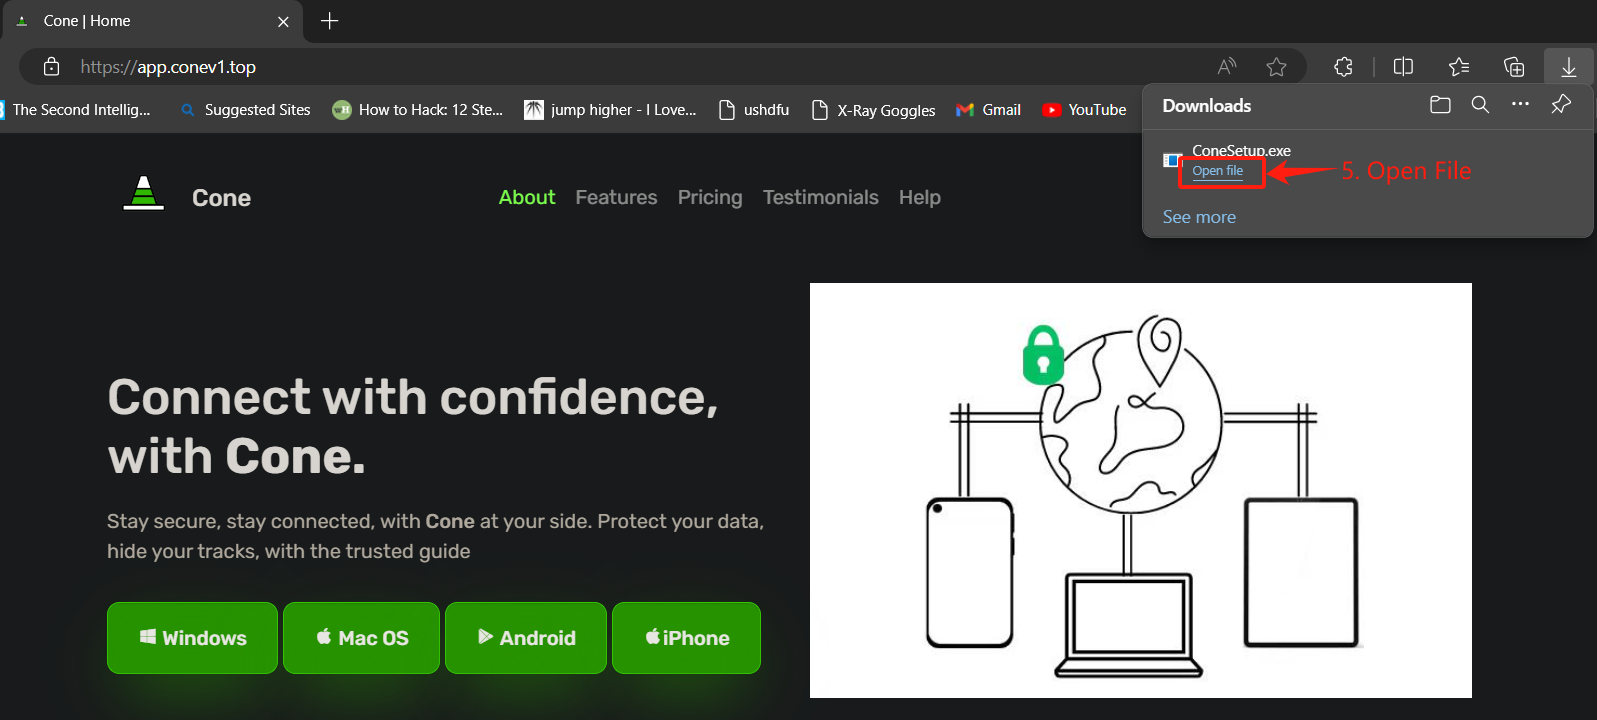 Cone | Home
https://app.conev1.top
The Second Intellig...
Suggested Sites
How to Hack: 12 Ste...
jump higher - I Love...
ushdfu
X-Ray Goggles
Gmail
YouTube
Downloads
ConeSetup.exe
Open file
5. Open File
See more
Cone
About
Features
Pricing
Testimonials
Help
Connect with confidence,
with Cone.
Stay secure, stay connected, with Cone at your side. Protect your data,
hide your tracks, with the trusted guide
Windows
Mac OS
Android
iPhone